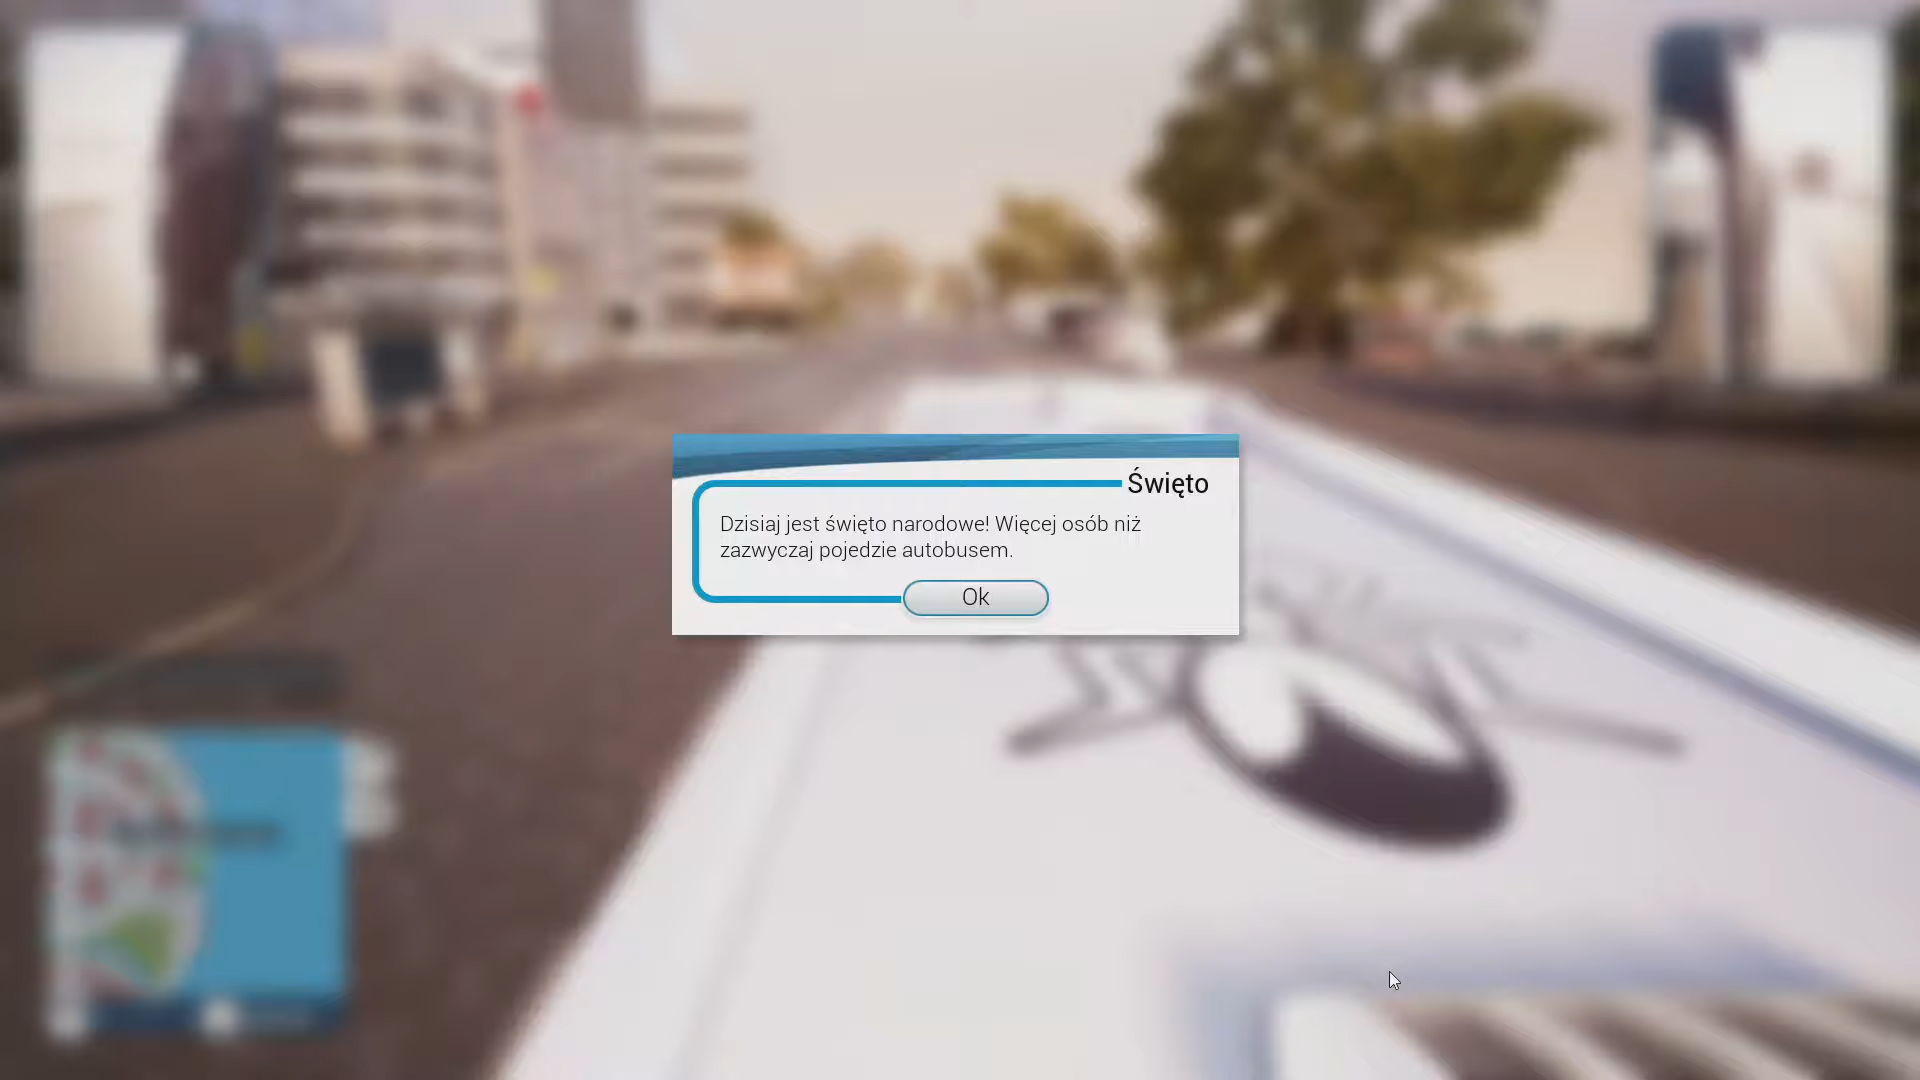 Święto
Dzisiaj jest święto narodowe! Więcej osób niż
zazwyczaj pojedzie autobusem.
Ok